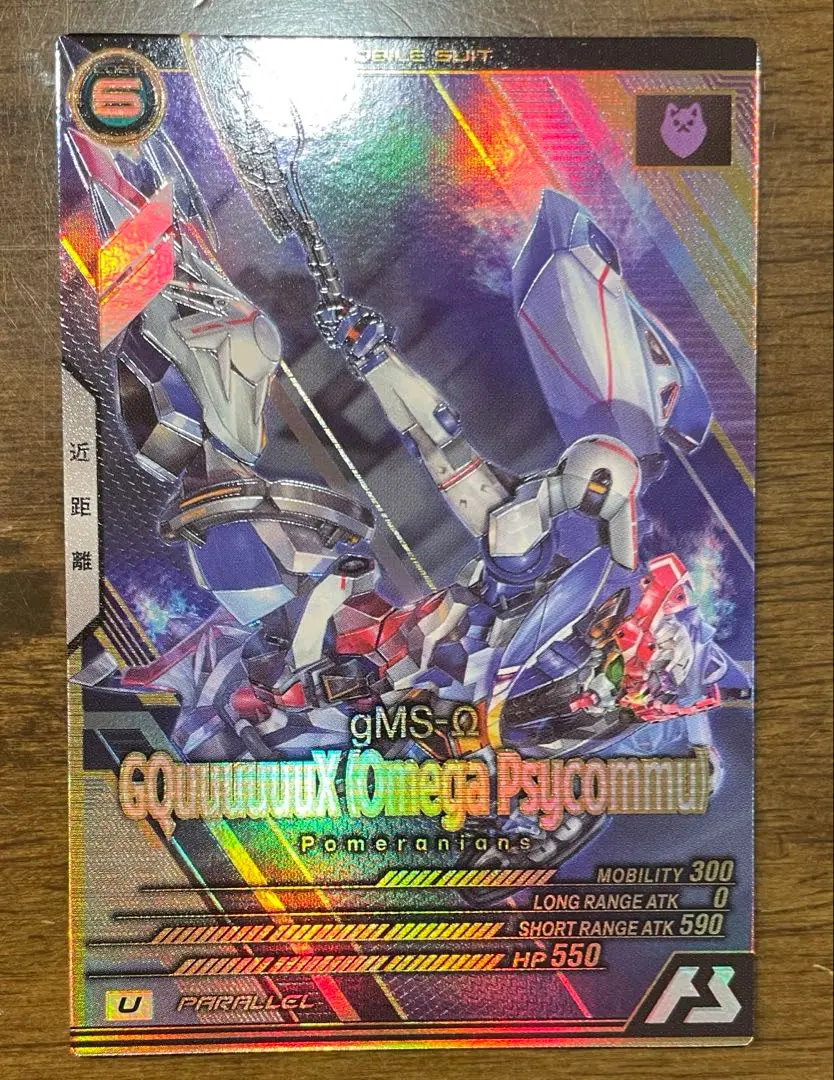 MOBILE SUIT
COST
6
近距離
gMS-Ω
GQuuuuuuX (Omega Psycommu)
Pomeranians
MOBILITY 300
LONG RANGE ATK 0
SHORT RANGE ATK 590
HP 550
U PARALLEL